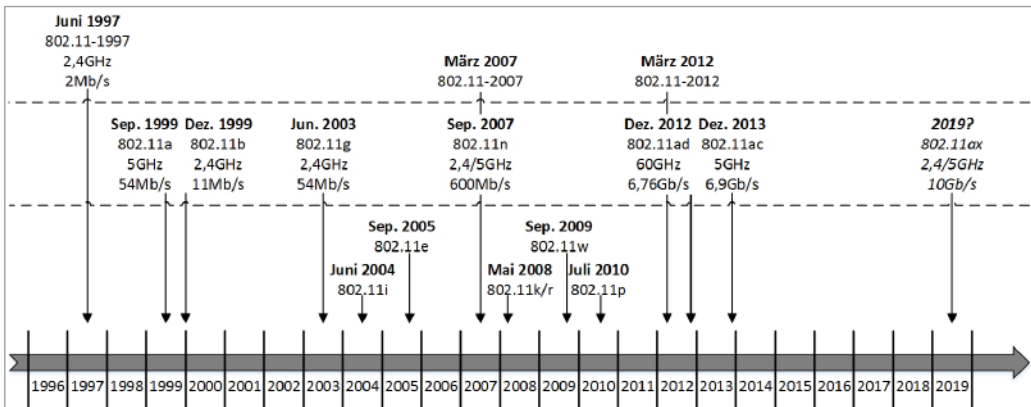 Juni 1997
802.11-1997
2,4GHz
2Mb/s
März 2007
802.11-2007
März 2012
802.11-2012
Sep. 1999
802.11a
5GHz
54Mb/s
Dez. 1999
802.11b
2,4GHz
11Mb/s
Jun. 2003
802.11g
2,4GHz
54Mb/s
Sep. 2007
802.11n
2,4/5GHz
600Mb/s
Dez. 2012
802.11ad
60GHz
6,76Gb/s
Dez. 2013
802.11ac
5GHz
6,9Gb/s
2019?
802.11ax
2,4/5GHz
10Gb/s
Sep. 2005
802.11e
Sep. 2009
802.11w
Juni 2004
802.11i
Mai 2008
802.11k/r
Juli 2010
802.11p
1996 1997 1998 1999 2000 2001 2002 2003 2004 2005 2006 2007 2008 2009 2010 2011 2012 2013 2014 2015 2016 2017 2018 2019